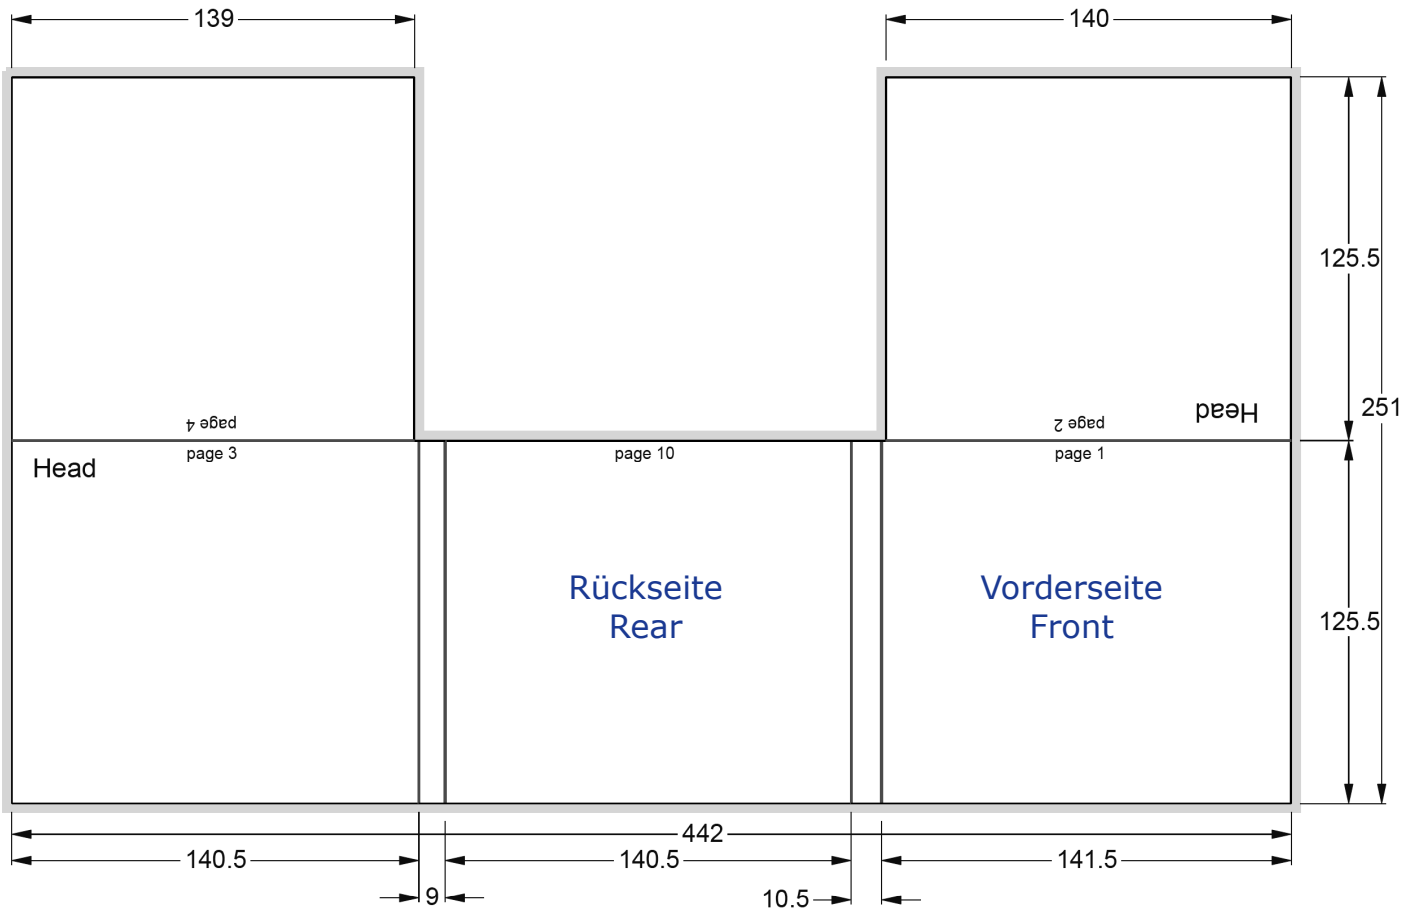 139
140
125.5
251
page 4
page 2
Head
Head
page 3
page 10
page 1
Rückseite
Rear
Vorderseite
Front
125.5
442
140.5
140.5
141.5
9
10.5